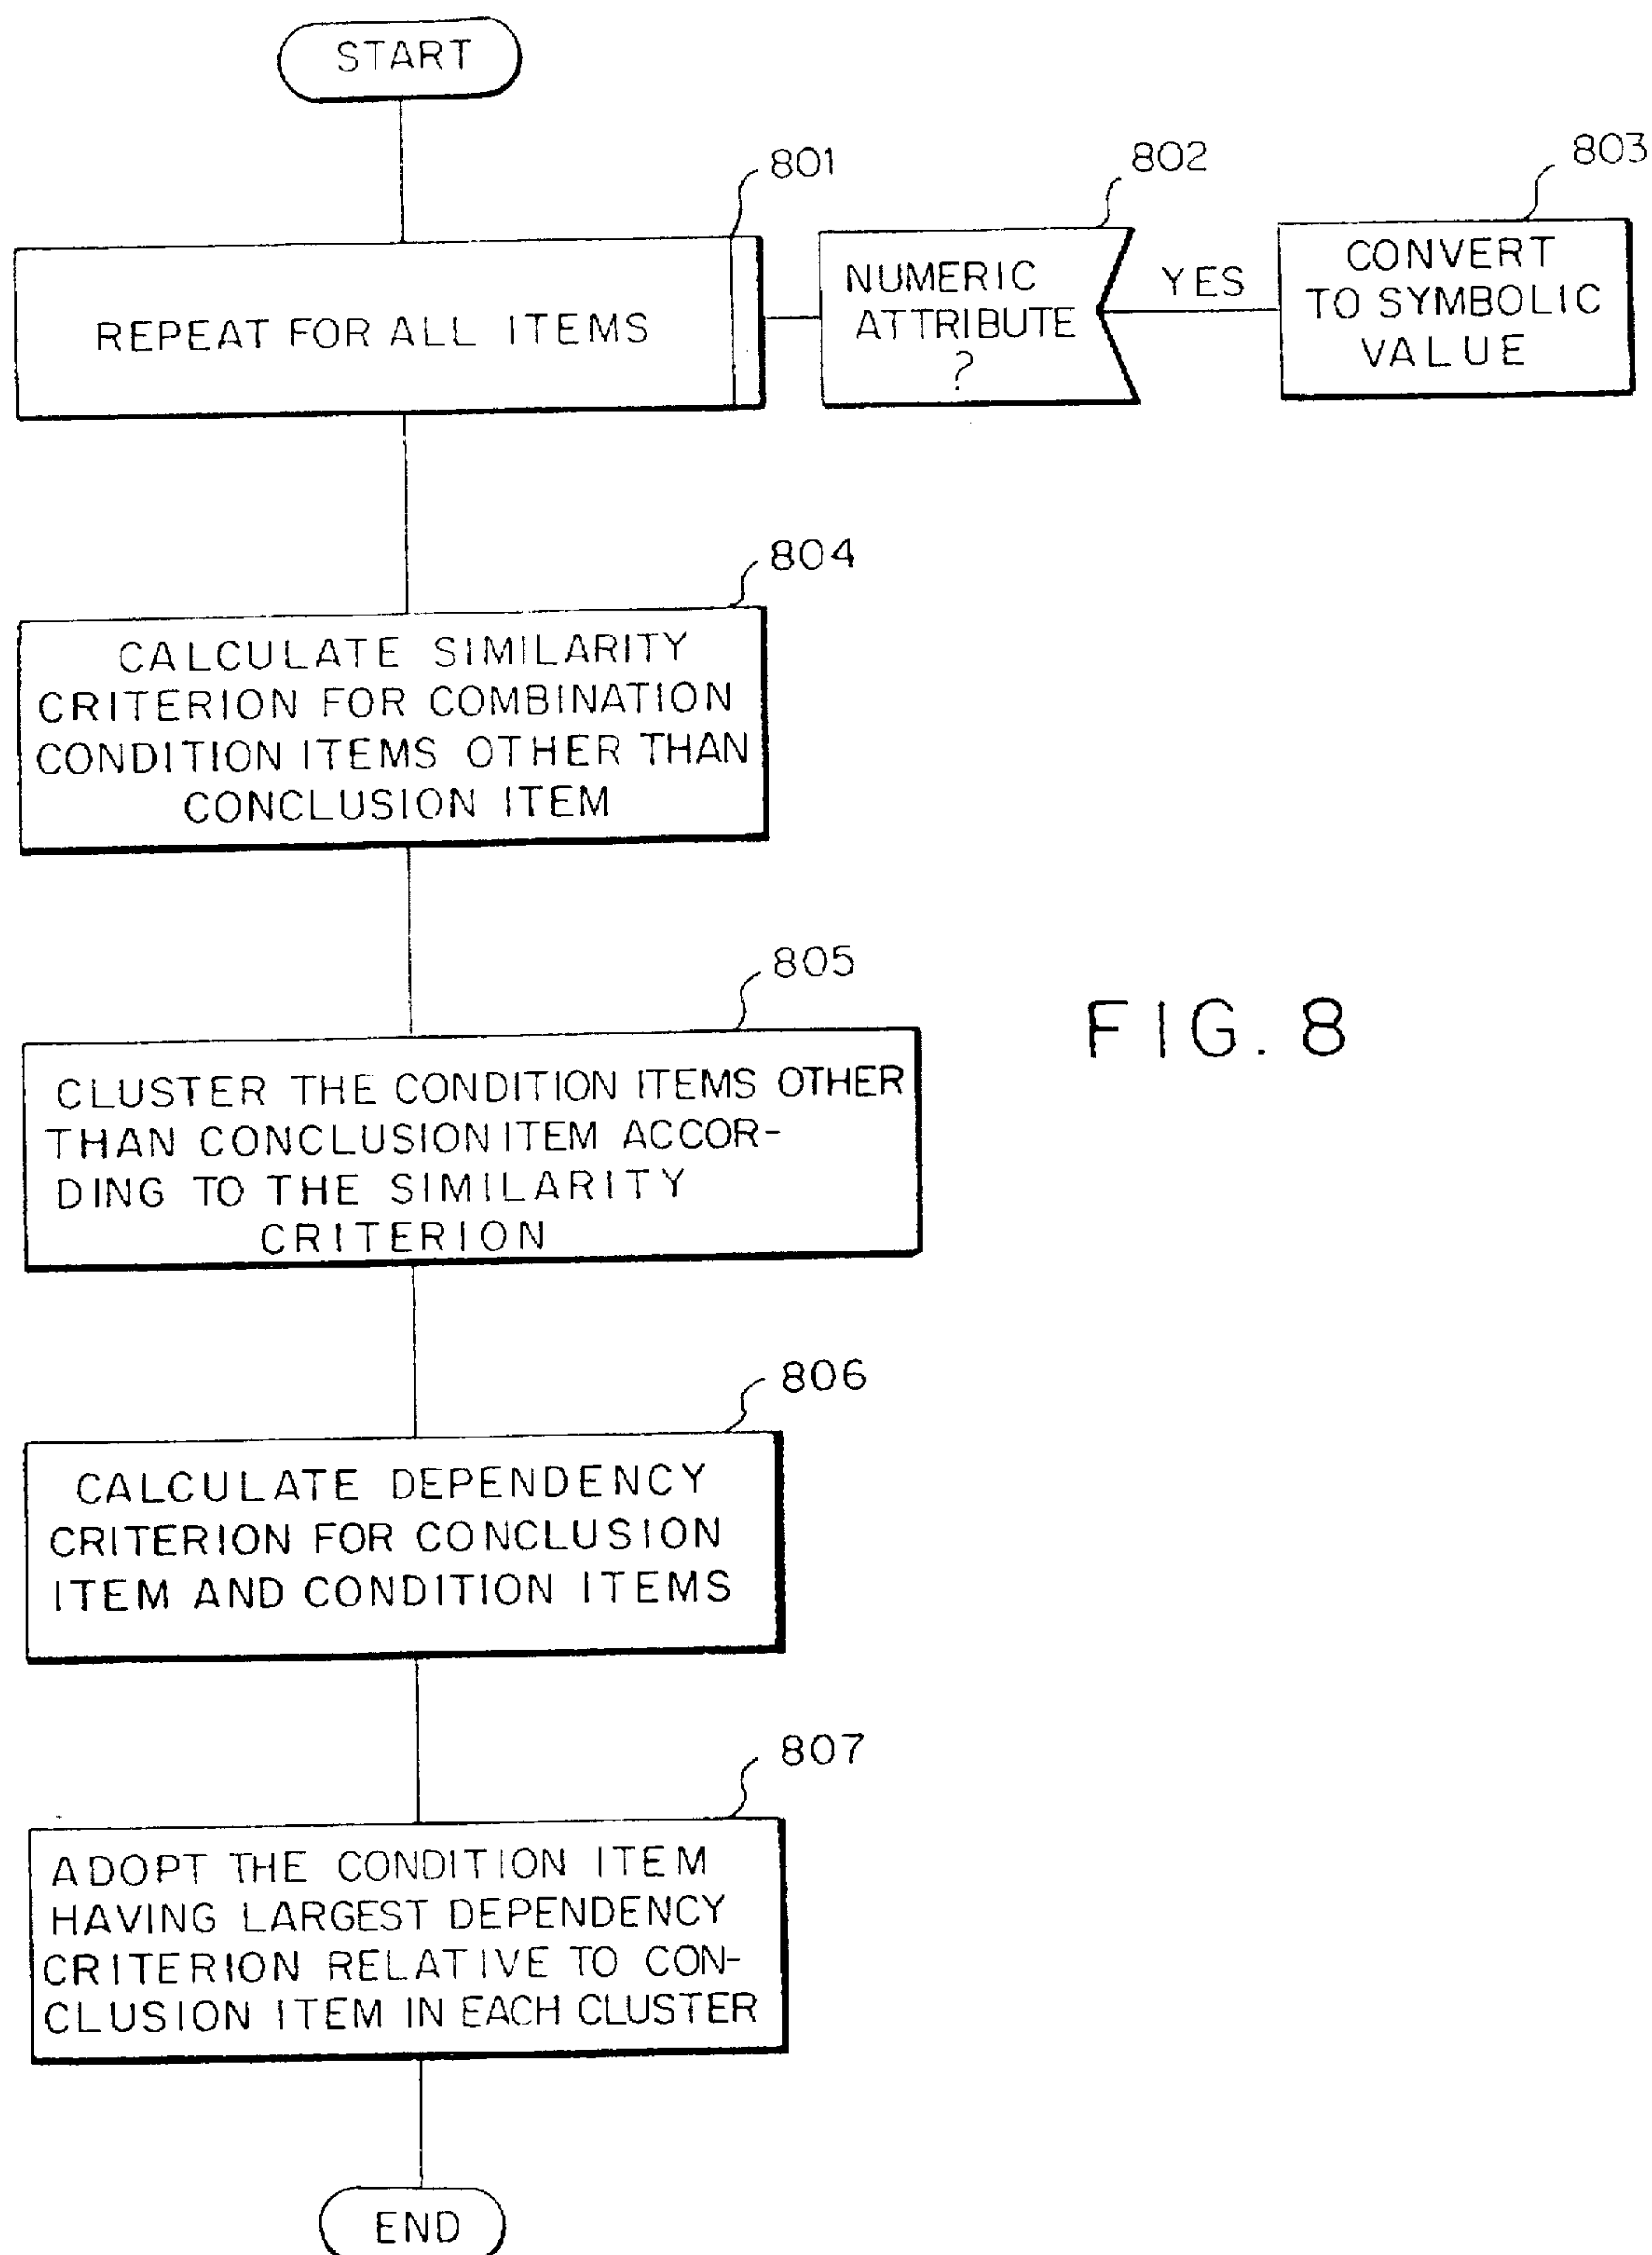 START
801
802
803
REPEAT FOR ALL ITEMS
NUMERIC
ATTRIBUTE
?
YES
CONVERT
TO SYMBOLIC
VALUE
804
CALCULATE SIMILARITY
CRITERION FOR COMBINATION
CONDITION ITEMS OTHER THAN
CONCLUSION ITEM
805
CLUSTER THE CONDITION ITEMS OTHER
THAN CONCLUSION ITEM ACCOR-
DING TO THE SIMILARITY
CRITERION
FIG. 8
806
CALCULATE DEPENDENCY
CRITERION FOR CONCLUSION
ITEM AND CONDITION ITEMS
807
ADOPT THE CONDITION ITEM
HAVING LARGEST DEPENDENCY
CRITERION RELATIVE TO CON-
CLUSION ITEM IN EACH CLUSTER
END